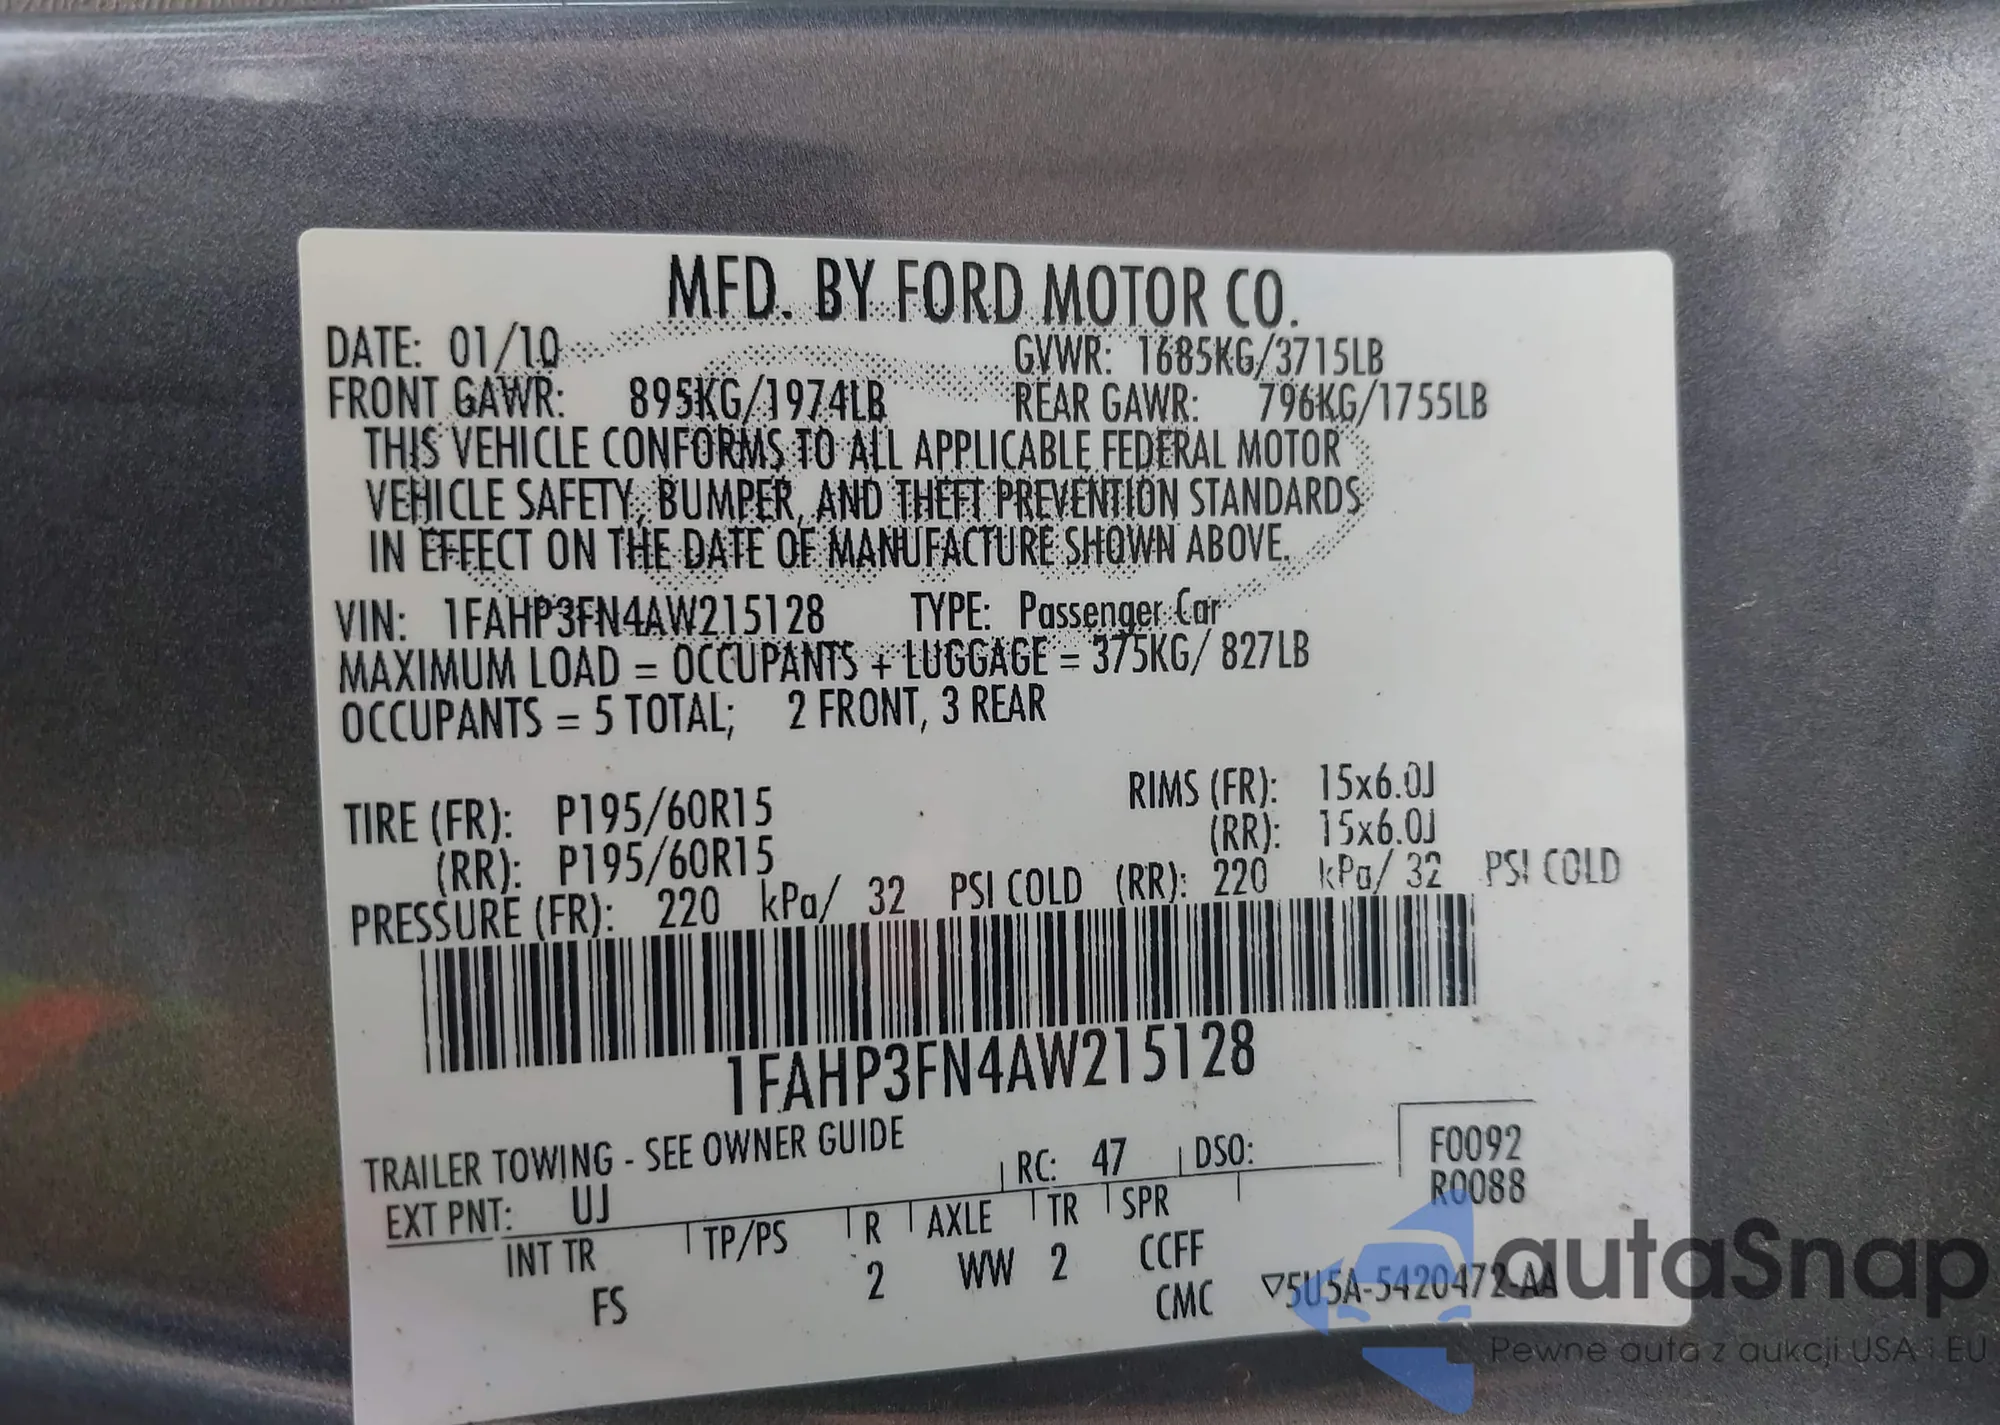 MFD. BY FORD MOTOR CO.
DATE: 01/10 GVWR: 1685KG/3715LB
FRONT GAWR: 895KG/1974LB REAR GAWR: 796KG/1755LB
THIS VEHICLE CONFORMS TO ALL APPLICABLE FEDERAL MOTOR
VEHICLE SAFETY, BUMPER, AND THEFT PREVENTION STANDARDS
IN EFFECT ON THE DATE OF MANUFACTURE SHOWN ABOVE.
VIN: 1FAHP3FN4AW215128 TYPE: Passenger Car
MAXIMUM LOAD = OCCUPANTS + LUGGAGE = 375KG/ 827LB
OCCUPANTS = 5 TOTAL; 2 FRONT, 3 REAR
TIRE (FR): P195/60R15 RIMS (FR): 15x6.0J
(RR): P195/60R15 (RR): 15x6.0J
PRESSURE (FR): 220 kPa/ 32 PSI COLD (RR): 220 kPa/ 32 PSI COLD
1FAHP3FN4AW215128
TRAILER TOWING - SEE OWNER GUIDE
EXT PNT: UJ RC: 47 DSO: F0092
R0088
INT TR TP/PS R AXLE TR SPR
FS 2 WW 2 CCFF
CMC ▽5U5A-5420472-AA
autaSnap
Pewne auta z aukcji USA i EU